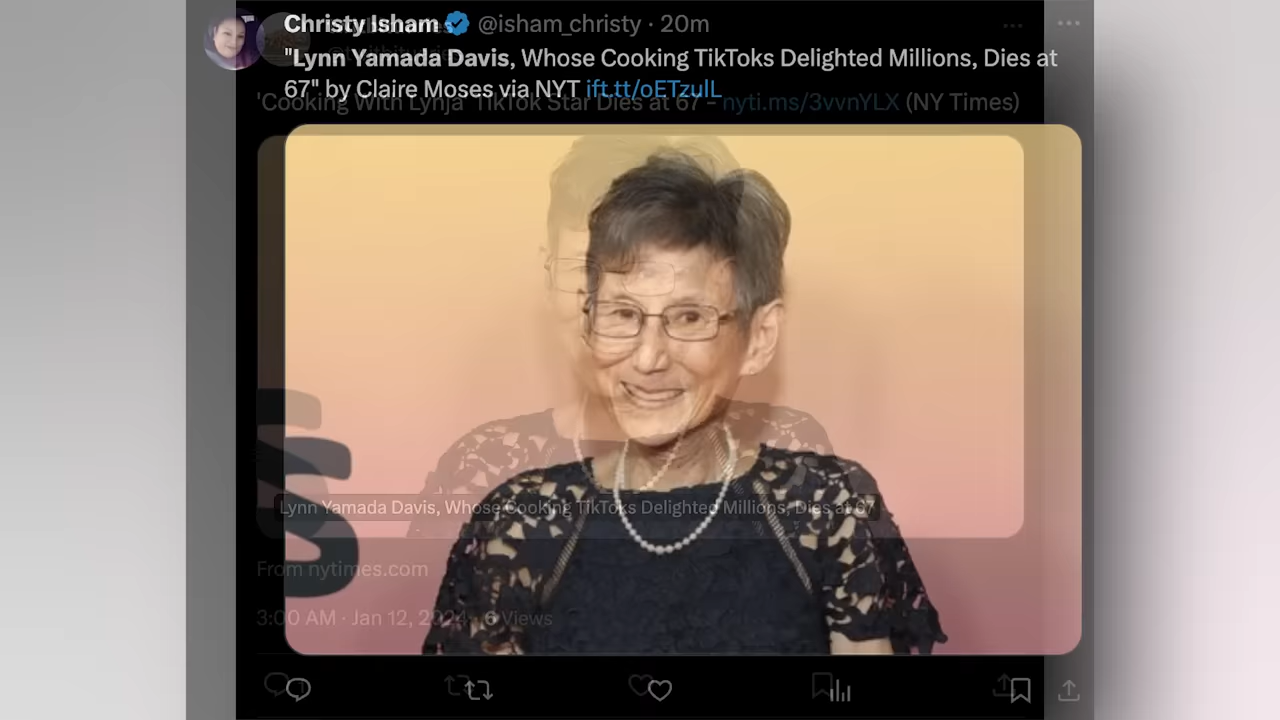 Christy Isham @isham_christy · 20m
"Lynn Yamada Davis, Whose Cooking TikToks Delighted Millions, Dies at
67" by Claire Moses via NYT ift.tt/oETzulL
'Cooking With Lynja' TikTok Star Dies at 67 – nyti.ms/3vvnYLX (NY Times)
S
Lynn Yamada Davis, Whose Cooking TikToks Delighted Millions, Dies at 67
From nytimes.com
3:00 AM · Jan 12, 2024 · 6 Views